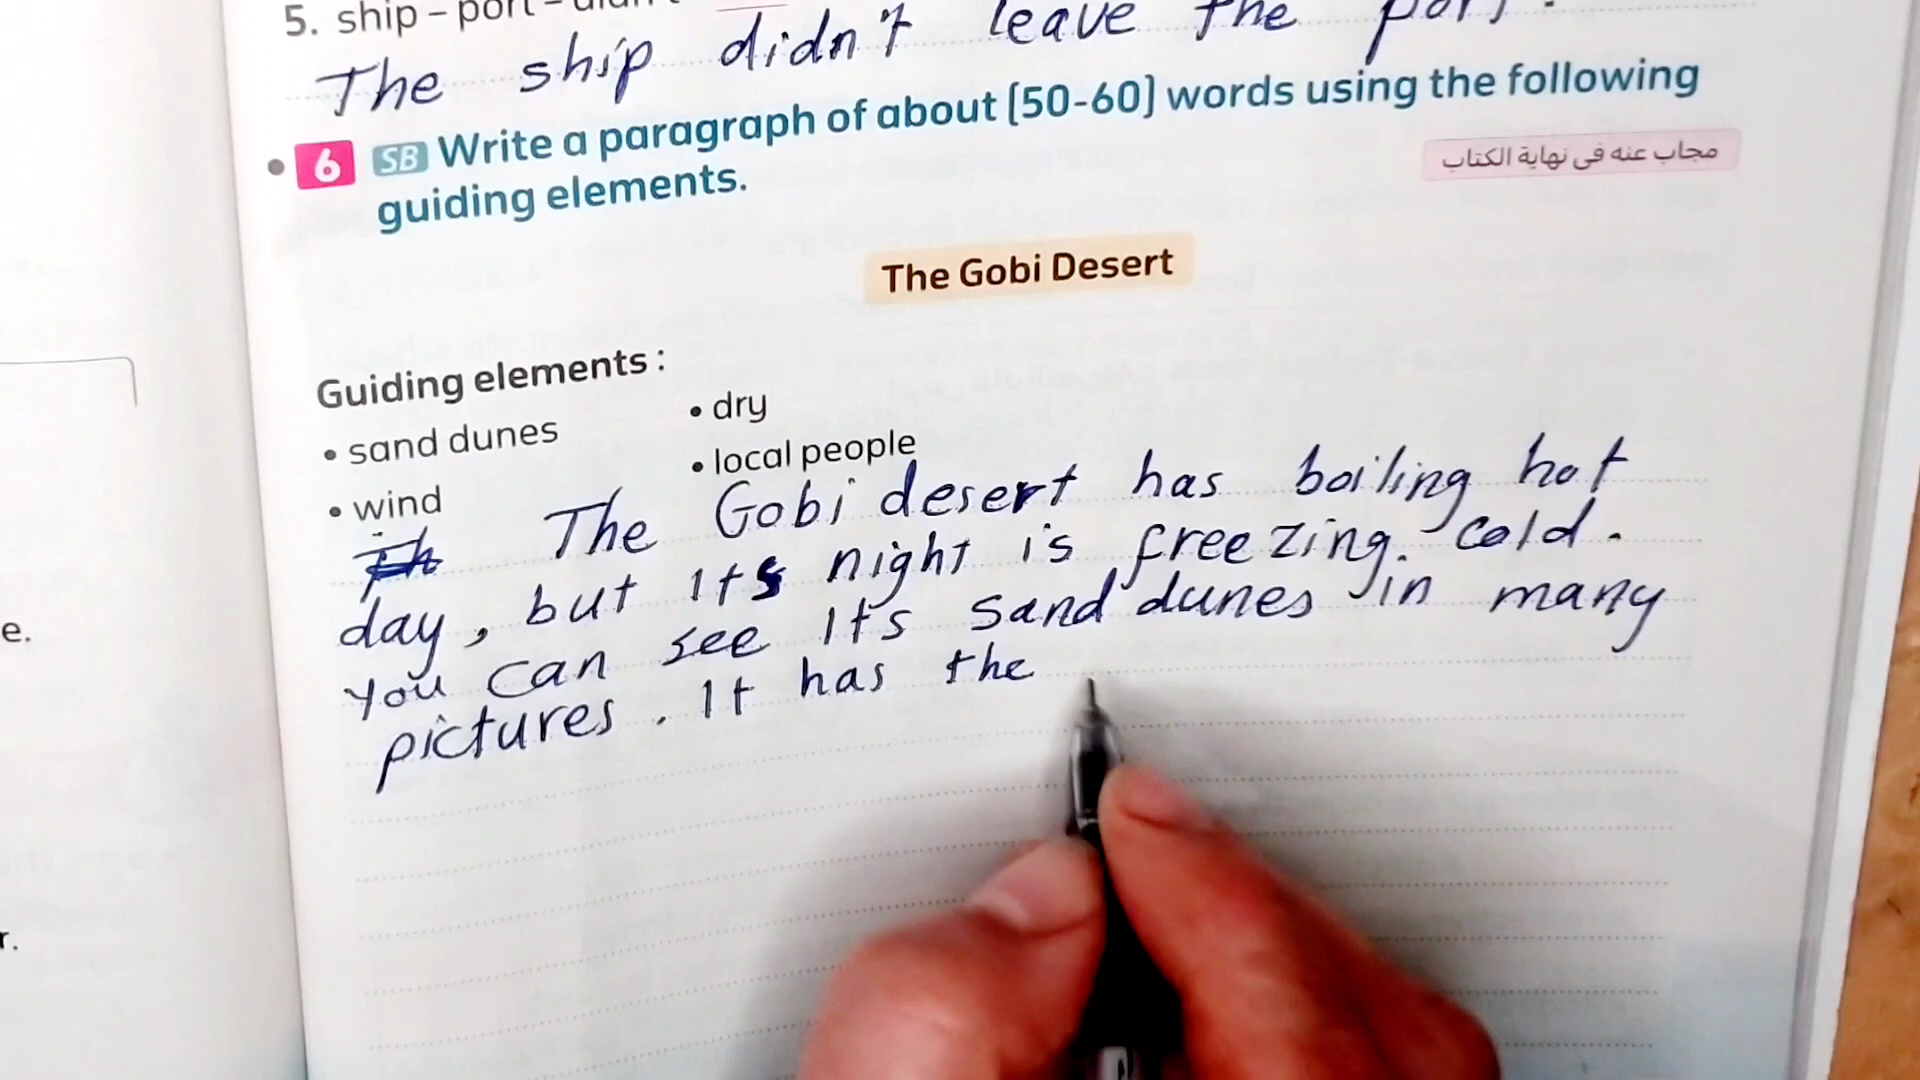 5. ship – port – didn't
The ship didn't leave the
6 SB Write a paragraph of about (50-60) words using the following
guiding elements.
مجاب عنه فى نهاية الكتاب
The Gobi Desert
Guiding elements :
• sand dunes
• dry
• wind
• local people
The Gobi desert has boiling hot
day, but its night is freezing. cold.
You can see its sand dunes in many
pictures. It has the
e.
r.